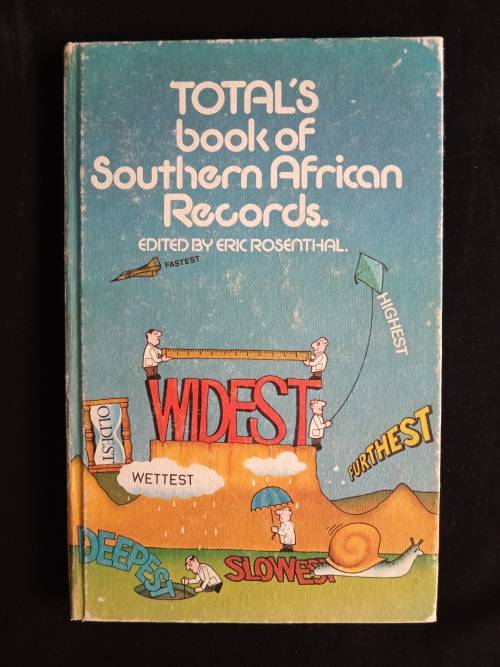 TOTAL'S
book of
Southern African
Records.
EDITED BY ERIC ROSENTHAL.
FASTEST
HIGHEST
WIDEST
OLDEST
FURTHEST
WETTEST
DEEPEST
SLOWEST